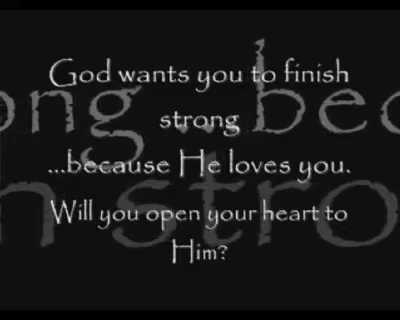 God wants you to finish
strong
...because He loves you.
Will you open your heart to
Him?